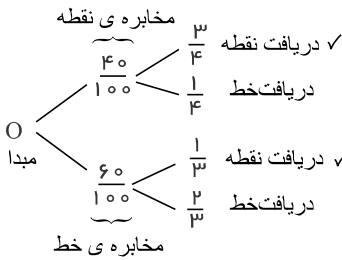 مخابره ی نقطه
۴۰/۱۰۰
۳/۴ دریافت نقطه ✓
۱/۴ دریافت خط
O
مبدا
۶۰/۱۰۰
۱/۳ دریافت نقطه ✓
۲/۳ دریافت خط
مخابره ی خط